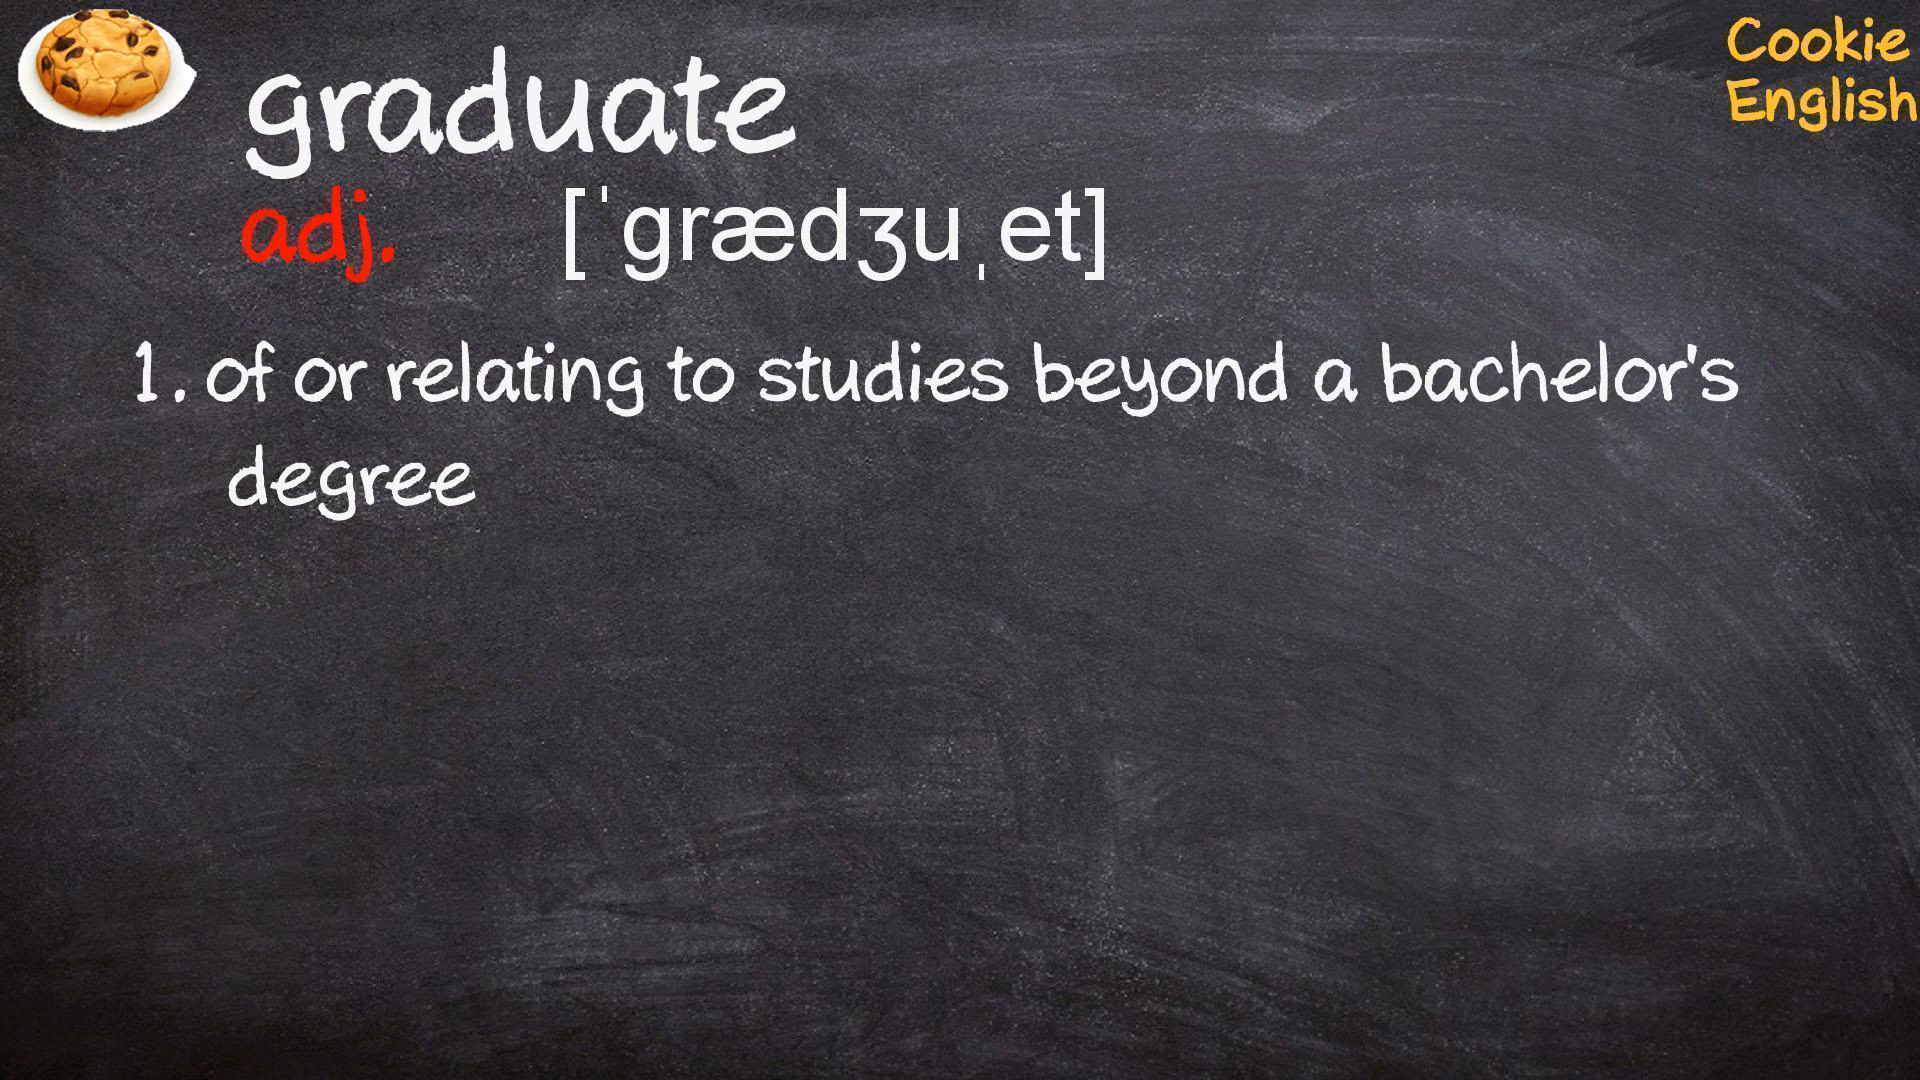 graduate
Cookie
English
adj. [ˈɡrædʒuˌet]
1. of or relating to studies beyond a bachelor's
degree